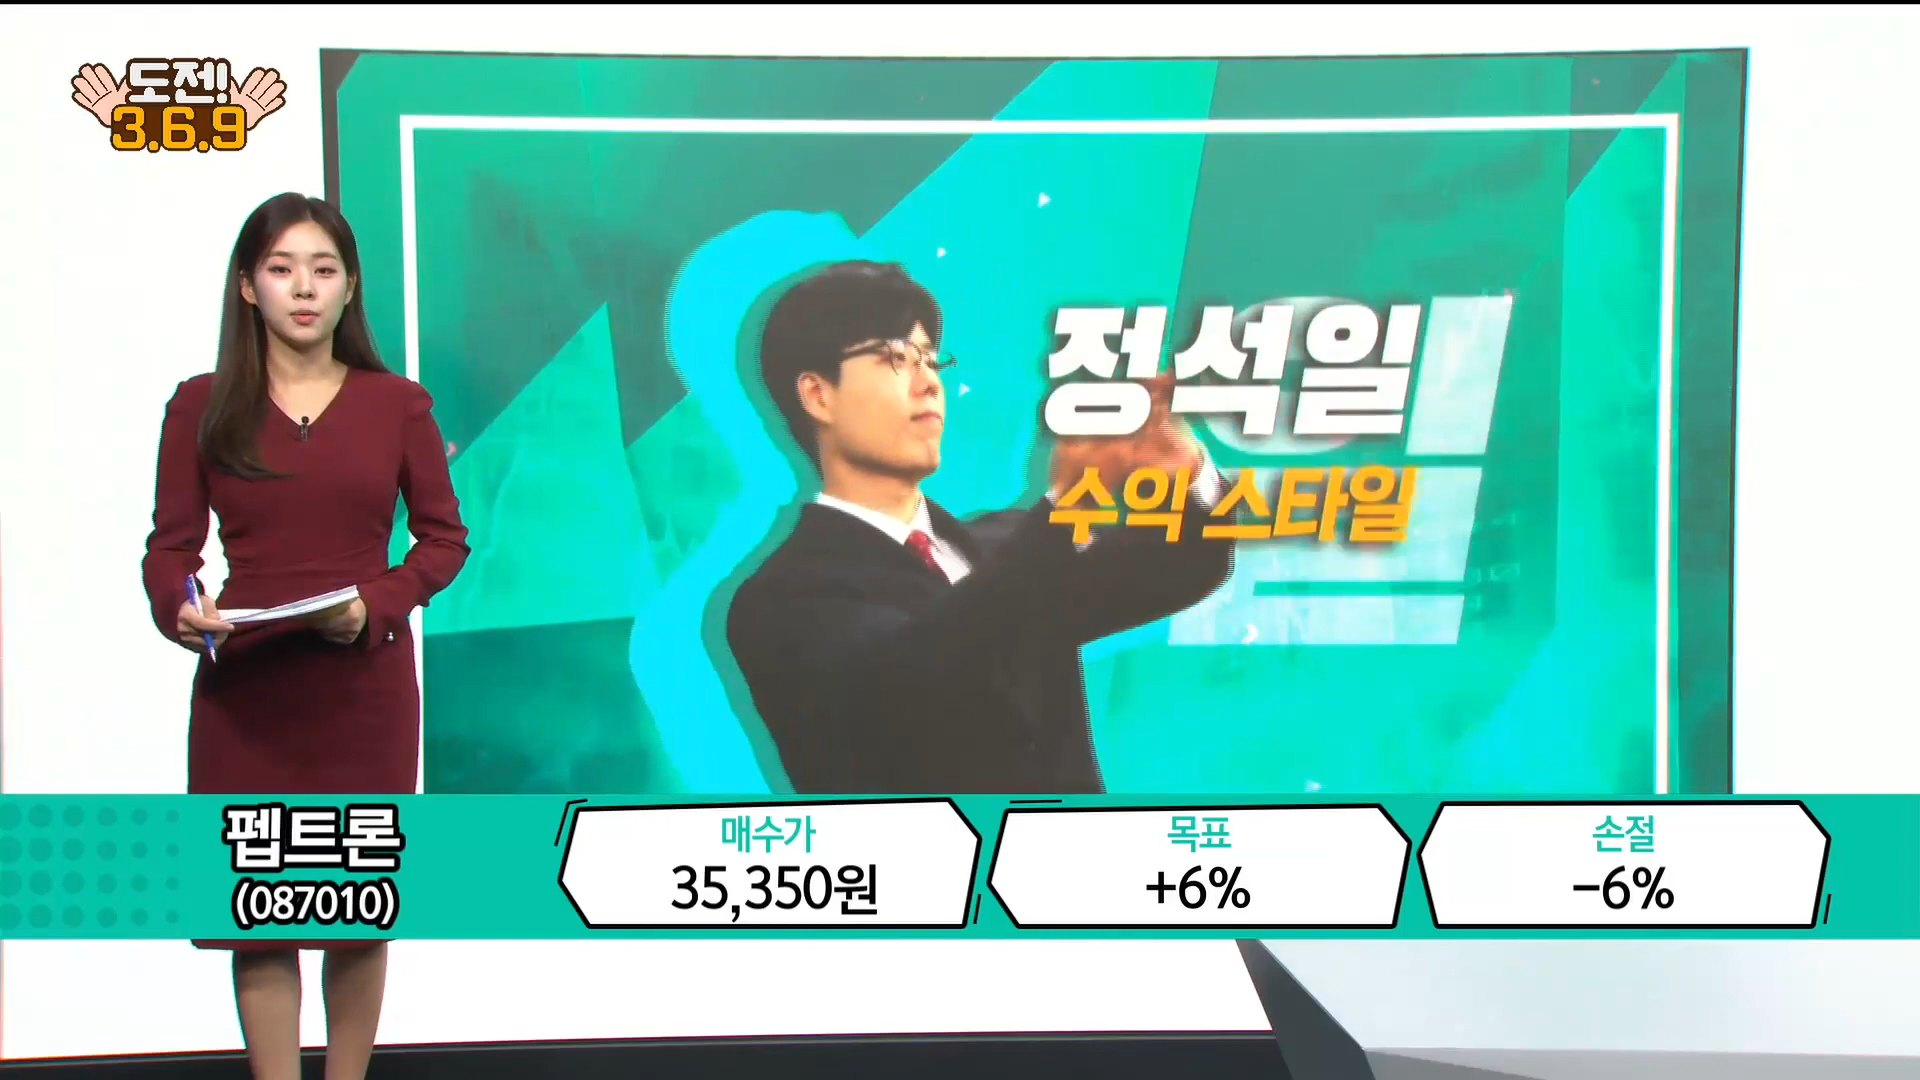 도전!
3.6.9
정석일
수익 스타일
펩트론
(087010)
매수가
35,350원
목표
+6%
손절
-6%